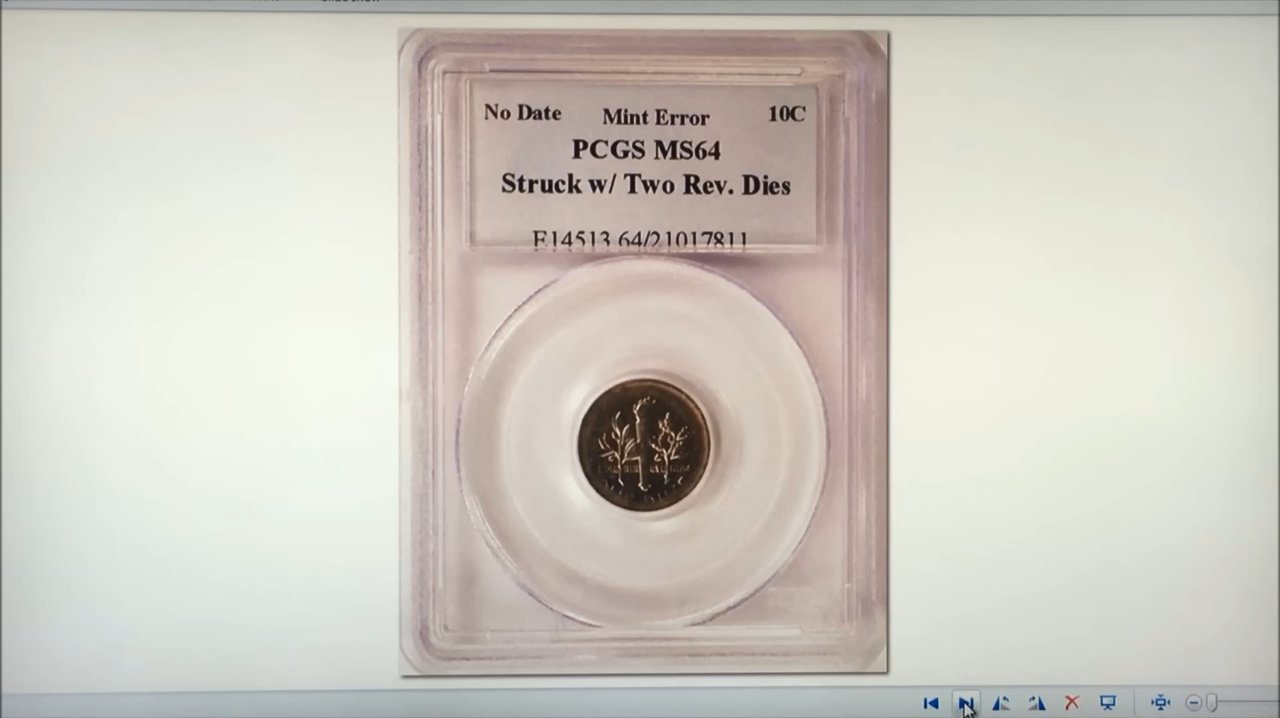 No Date Mint Error 10C
PCGS MS64
Struck w/ Two Rev. Dies
E14513.64/21017811